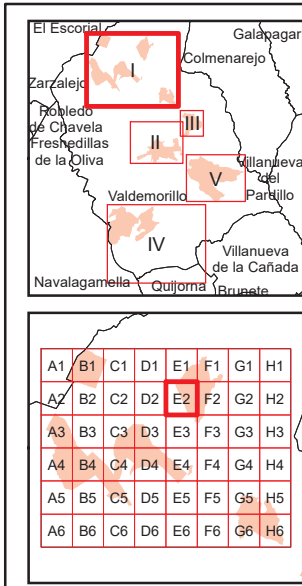 El Escorial
Galapagar
I
Colmenarejo
Zarzalejo
Robledo
de Chavela
III
Fresnedillas
de la Oliva
II
Villanueva
del
Pardillo
V
Valdemorillo
IV
Villanueva
de la Cañada
Navalagamella
Quijorna
Brunete
A1 B1 C1 D1 E1 F1 G1 H1
A2 B2 C2 D2 E2 F2 G2 H2
A3 B3 C3 D3 E3 F3 G3 H3
A4 B4 C4 D4 E4 F4 G4 H4
A5 B5 C5 D5 E5 F5 G5 H5
A6 B6 C6 D6 E6 F6 G6 H6